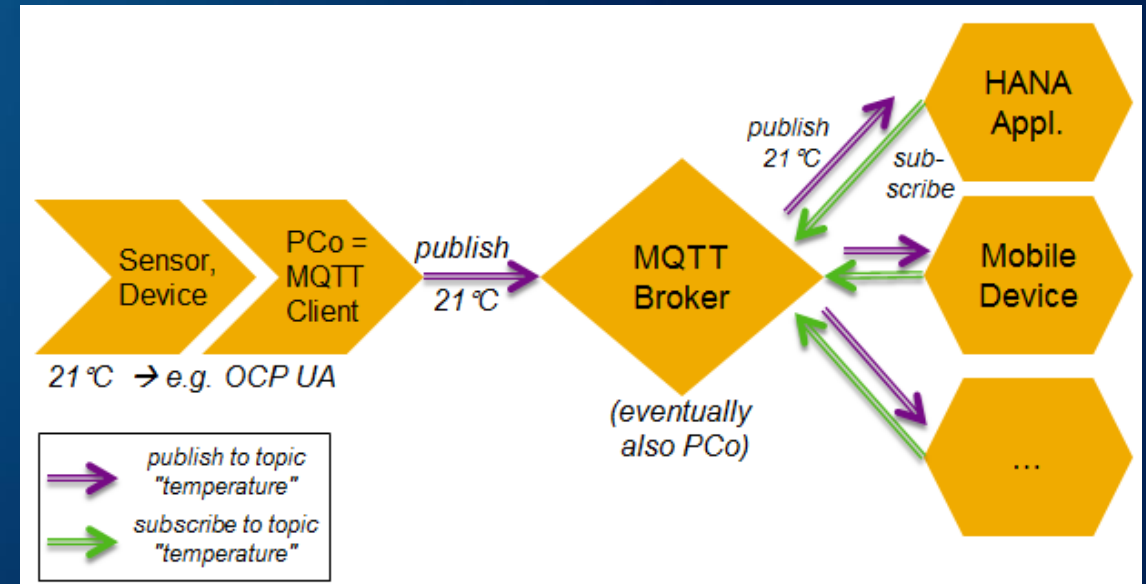 Sensor,
Device
PCo =
MQTT
Client
21°C → e.g. OCP UA
publish
21°C
MQTT
Broker
(eventually
also PCo)
publish
21°C
sub-
scribe
HANA
Appl.
Mobile
Device
...
publish to topic
"temperature"
subscribe to topic
"temperature"